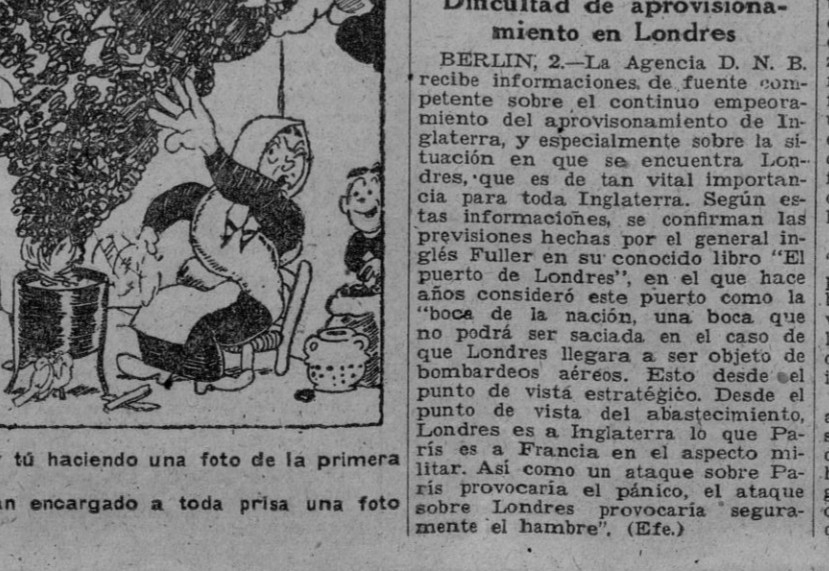 Dificultad de aprovisiona-
miento en Londres
BERLIN, 2.—La Agencia D. N. B.
recibe informaciones de fuente com-
petente sobre el continuo empeora-
miento del aprovisonamiento de In-
glaterra, y especialmente sobre la si-
tuación en que se encuentra Lon-
dres, que es de tan vital importan-
cia para toda Inglaterra. Según es-
tas informaciones, se confirman las
previsiones hechas por el general in-
glés Fuller en su conocido libro "El
puerto de Londres", en el que hace
años consideró este puerto como la
"boca de la nación, una boca que
no podrá ser saciada en el caso de
que Londres llegara a ser objeto de
bombardeos aéreos. Esto desde el
punto de vista estratégico. Desde el
punto de vista del abastecimiento,
Londres es a Inglaterra lo que Pa-
rís es a Francia en el aspecto mi-
litar. Así como un ataque sobre Pa-
rís provocaria el pánico, el ataque
sobre Londres provocaria segura-
mente el hambre". (Efe.)
tú haciendo una foto de la primera
encargado a toda prisa una foto